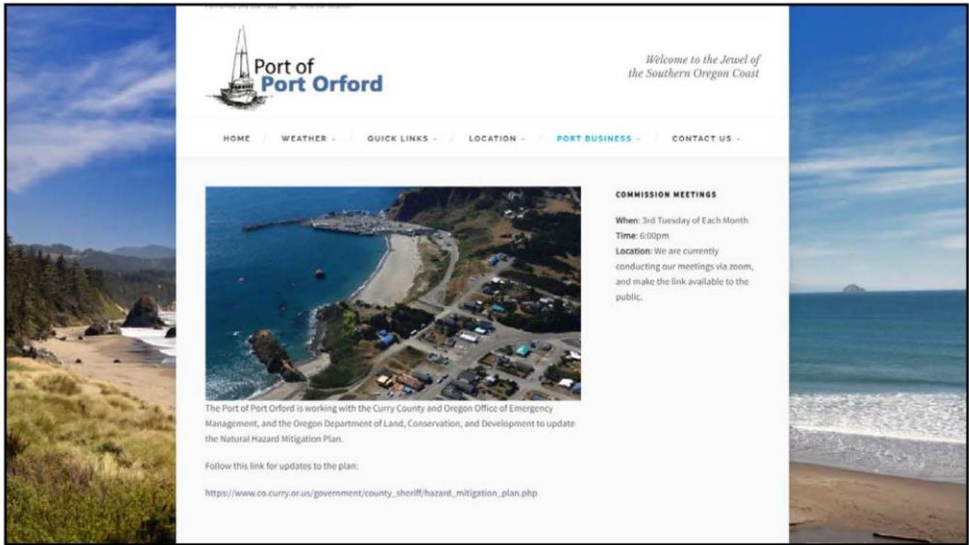 Port of
Port Orford
Welcome to the Jewel of
the Southern Oregon Coast
HOME / WEATHER / QUICK LINKS / LOCATION / PORT BUSINESS / CONTACT US
COMMISSION MEETINGS
When: 3rd Tuesday of Each Month
Time: 6:00pm
Location: We are currently
conducting our meetings via zoom,
and make the link available to the
public.
The Port of Port Orford is working with the Curry County and Oregon Office of Emergency
Management, and the Oregon Department of Land, Conservation, and Development to update
the Natural Hazard Mitigation Plan.
Follow this link for updates to the plan:
https://www.co.curry.or.us/government/county_sheriff/hazard_mitigation_plan.php